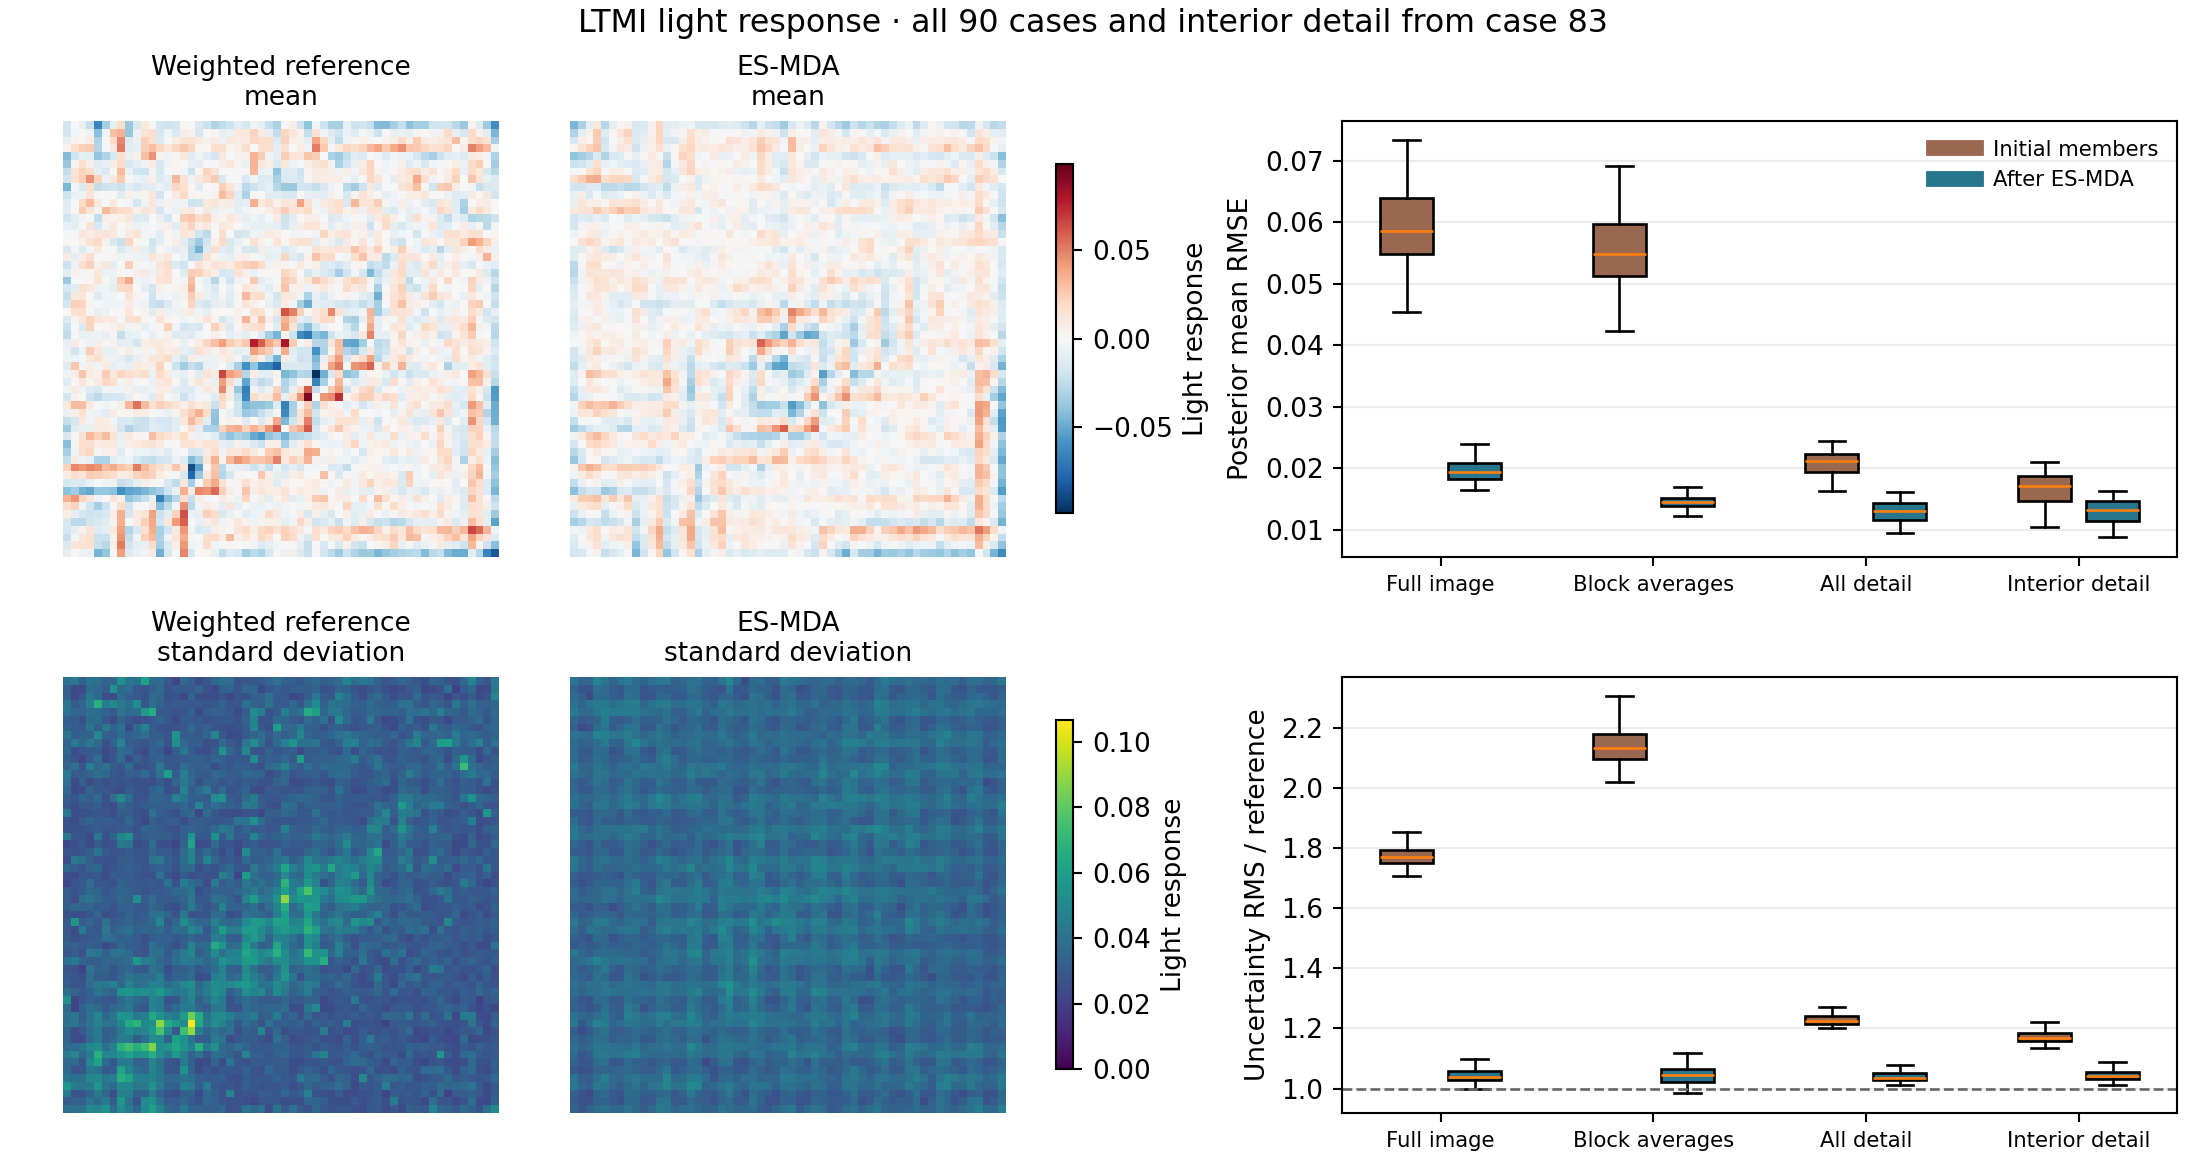 LTMI light response · all 90 cases and interior detail from case 83
Weighted reference
mean
ES-MDA
mean
0.05
0.00
−0.05
Light response
Posterior mean RMSE
0.07
0.06
0.05
0.04
0.03
0.02
0.01
Initial members
After ES-MDA
Full image
Block averages
All detail
Interior detail
Weighted reference
standard deviation
ES-MDA
standard deviation
0.10
0.08
0.06
0.04
0.02
0.00
Light response
Uncertainty RMS / reference
2.2
2.0
1.8
1.6
1.4
1.2
1.0
Full image
Block averages
All detail
Interior detail